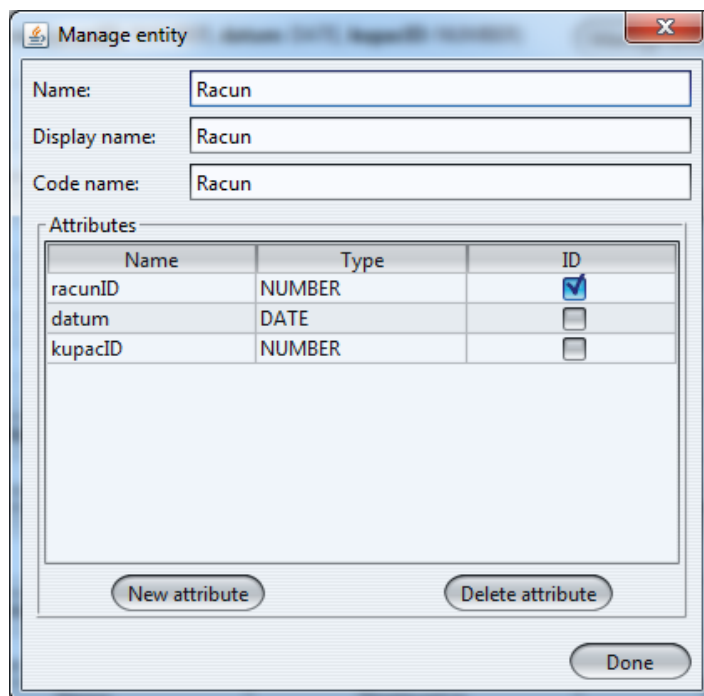 Manage entity
Name: Racun
Display name: Racun
Code name: Racun
Attributes
Name Type ID
racunID NUMBER
datum DATE
kupacID NUMBER
New attribute Delete attribute
Done